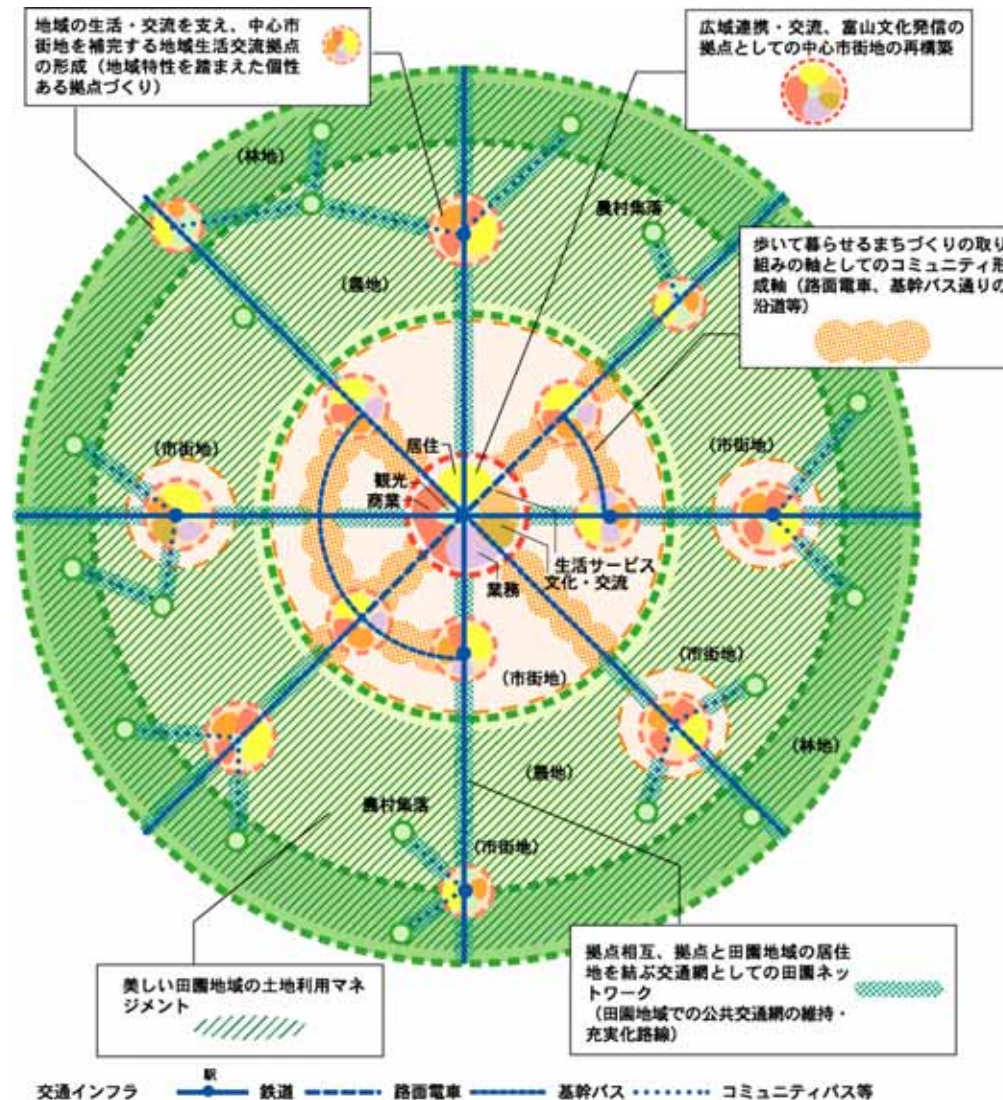 地域の生活・交流を支え、中心市
街地を補完する地域生活交流拠点
の形成（地域特性を踏まえた個性
ある拠点づくり）
広域連携・交流、富山文化発信の
拠点としての中心市街地の再構築
（林地）
農村集落
歩いて暮らせるまちづくりの取り
組みの軸としてのコミュニティ形
成軸（路面電車、基幹バス通りの
沿道等）
（農地）
（市街地）
居住
（市街地）
観光
商業
生活サービス
文化・交流
業務
（市街地）
（市街地）
（林地）
（農地）
農村集落
（市街地）
拠点相互、拠点と田園地域の居住
地を結ぶ交通網としての田園ネッ
トワーク
（田園地域での公共交通網の維持・
充実化路線）
美しい田園地域の土地利用マネ
ジメント
駅
交通インフラ 鉄道 路面電車 基幹バス コミュニティバス等